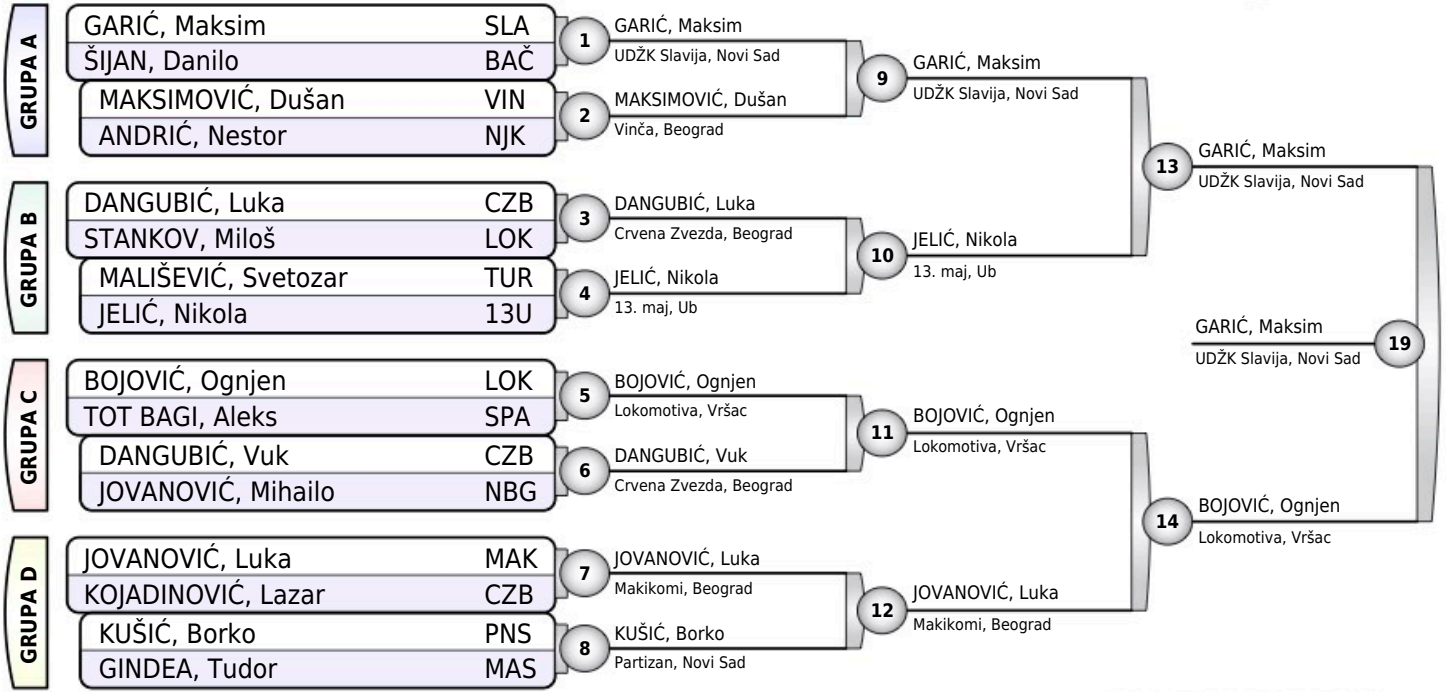 GRUPA A
GARIĆ, Maksim SLA
ŠIJAN, Danilo BAČ
MAKSIMOVIĆ, Dušan VIN
ANDRIĆ, Nestor NJK
GRUPA B
DANGUBIĆ, Luka CZB
STANKOV, Miloš LOK
MALIŠEVIĆ, Svetozar TUR
JELIĆ, Nikola 13U
GRUPA C
BOJOVIĆ, Ognjen LOK
TOT BAGI, Aleks SPA
DANGUBIĆ, Vuk CZB
JOVANOVIĆ, Mihailo NBG
GRUPA D
JOVANOVIĆ, Luka MAK
KOJADINOVIĆ, Lazar CZB
KUŠIĆ, Borko PNS
GINDEA, Tudor MAS
1
GARIĆ, Maksim
UDŽK Slavija, Novi Sad
2
MAKSIMOVIĆ, Dušan
Vinča, Beograd
3
DANGUBIĆ, Luka
Crvena Zvezda, Beograd
4
JELIĆ, Nikola
13. maj, Ub
5
BOJOVIĆ, Ognjen
Lokomotiva, Vršac
6
DANGUBIĆ, Vuk
Crvena Zvezda, Beograd
7
JOVANOVIĆ, Luka
Makikomi, Beograd
8
KUŠIĆ, Borko
Partizan, Novi Sad
9
GARIĆ, Maksim
UDŽK Slavija, Novi Sad
10
JELIĆ, Nikola
13. maj, Ub
11
BOJOVIĆ, Ognjen
Lokomotiva, Vršac
12
JOVANOVIĆ, Luka
Makikomi, Beograd
13
GARIĆ, Maksim
UDŽK Slavija, Novi Sad
14
BOJOVIĆ, Ognjen
Lokomotiva, Vršac
GARIĆ, Maksim
UDŽK Slavija, Novi Sad
19